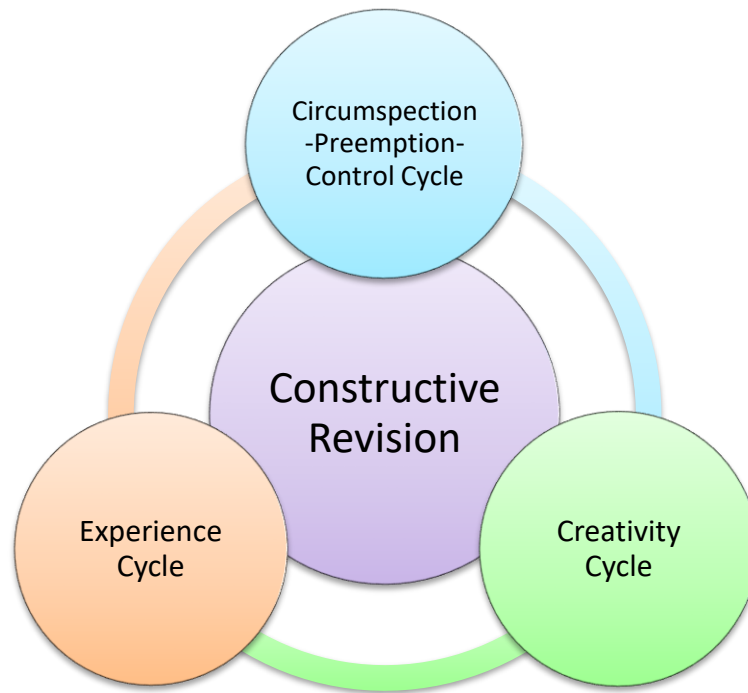 Circumspection
-Preemption-
Control Cycle
Constructive
Revision
Experience
Cycle
Creativity
Cycle